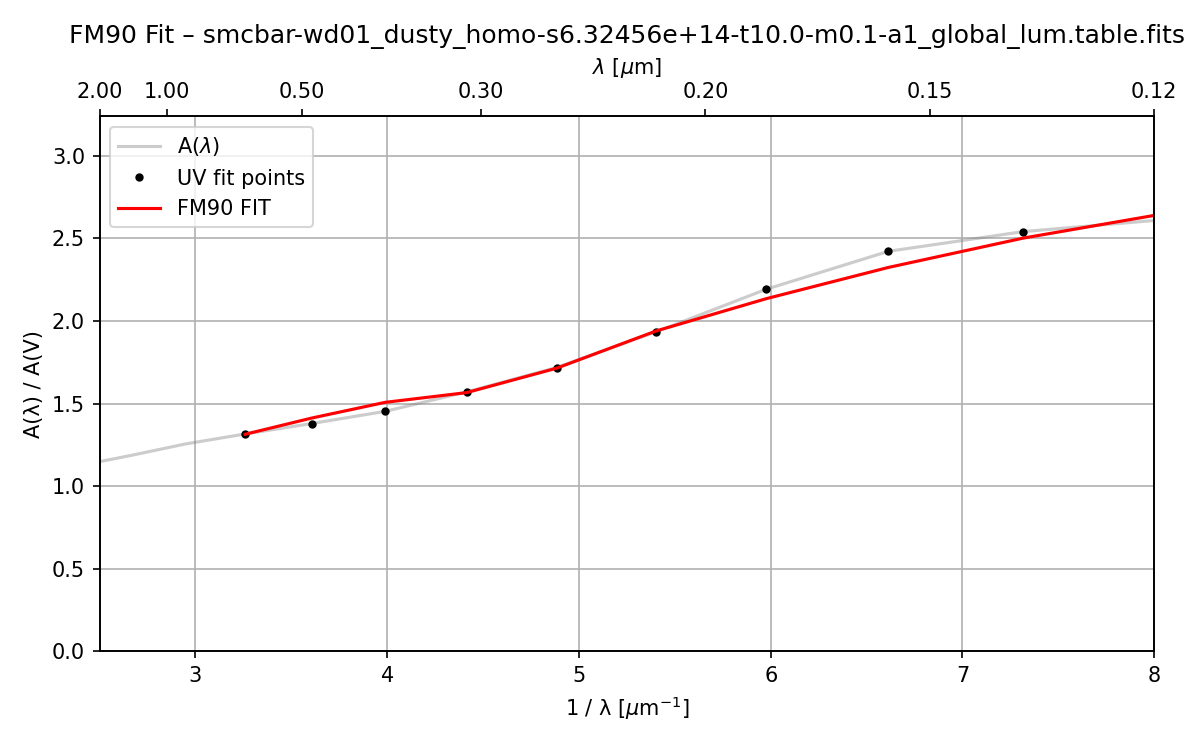 FM90 Fit – smcbar-wd01_dusty_homo-s6.32456e+14-t10.0-m0.1-a1_global_lum.table.fits
λ [μm]
2.00 1.00 0.50 0.30 0.20 0.15 0.12
A(λ)
UV fit points
FM90 FIT
A(λ) / A(V)
3.0
2.5
2.0
1.5
1.0
0.5
0.0
3 4 5 6 7 8
1 / λ [μm⁻¹]